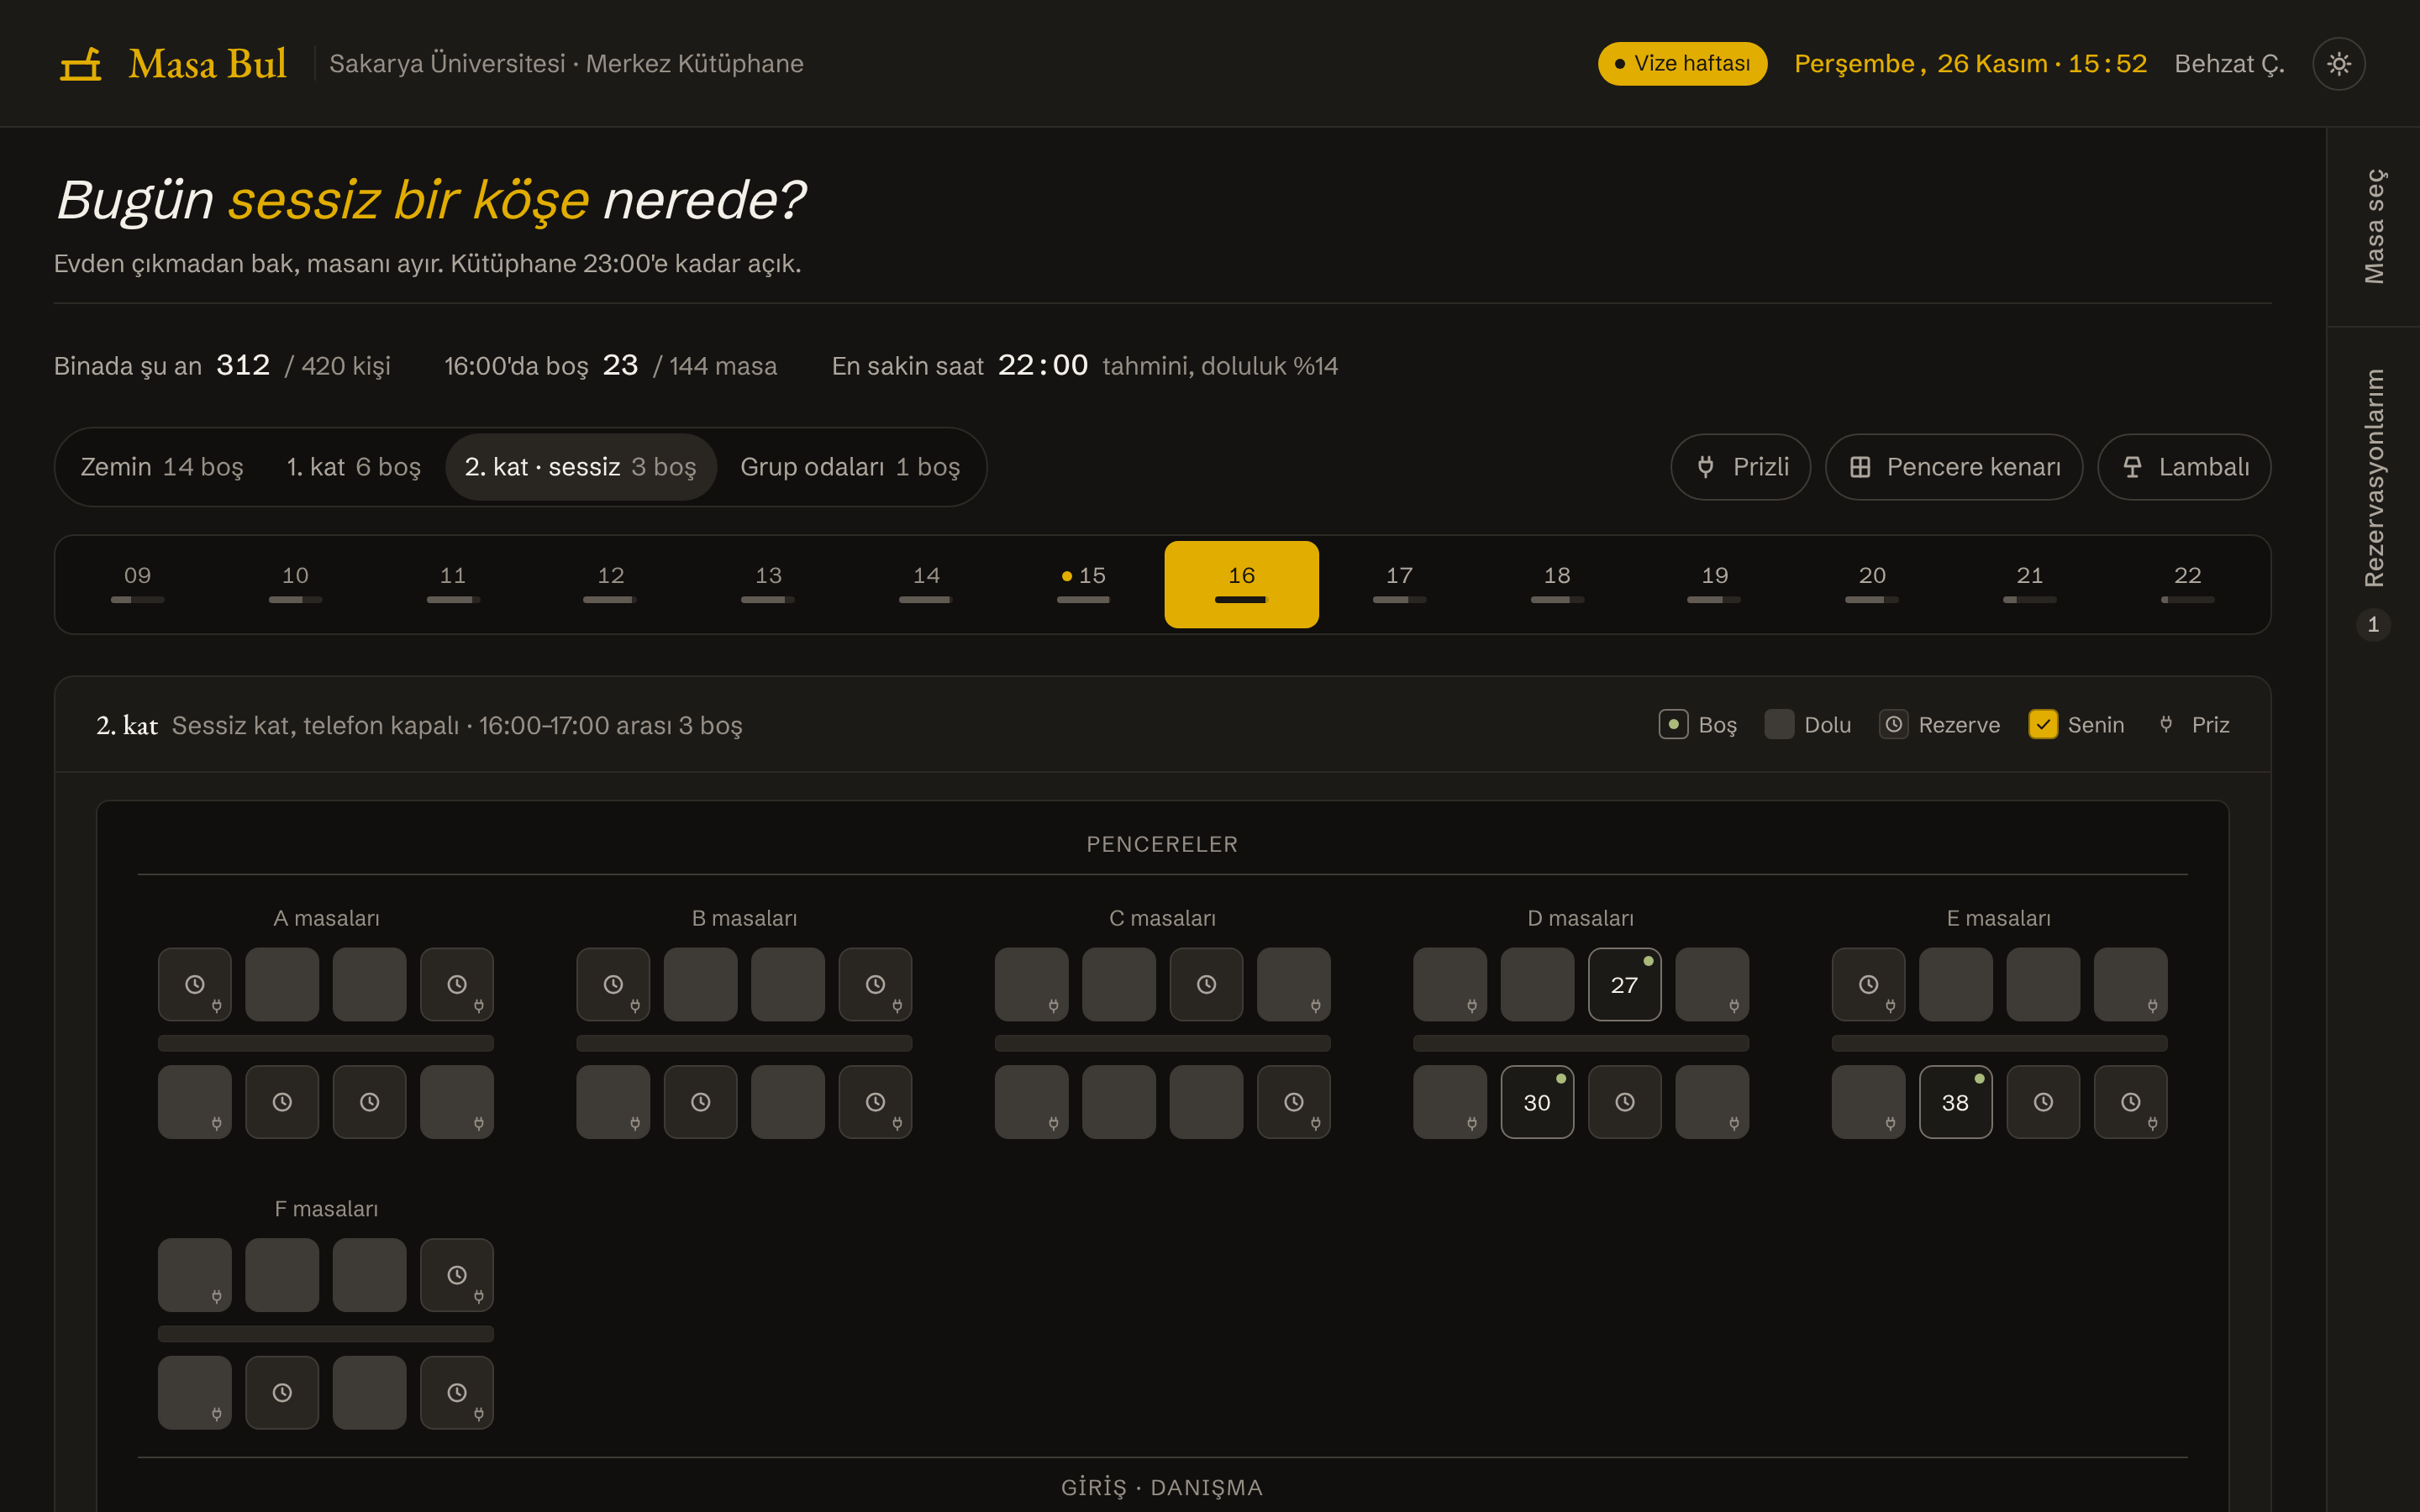 Masa Bul
Sakarya Üniversitesi · Merkez Kütüphane
Vize haftası
Perşembe, 26 Kasım · 15:52
Behzat Ç.
Bugün sessiz bir köşe nerede?
Evden çıkmadan bak, masanı ayır. Kütüphane 23:00'e kadar açık.
Binada şu an 312 / 420 kişi
16:00'da boş 23 / 144 masa
En sakin saat 22:00 tahmini, doluluk %14
Zemin 14 boş
1. kat 6 boş
2. kat · sessiz 3 boş
Grup odaları 1 boş
Prizli
Pencere kenarı
Lambalı
09 10 11 12 13 14 15 16 17 18 19 20 21 22
2. kat Sessiz kat, telefon kapalı · 16:00–17:00 arası 3 boş
Boş
Dolu
Rezerve
Senin
Priz
PENCERELER
A masaları
B masaları
C masaları
D masaları
E masaları
27
30
38
F masaları
GİRİŞ · DANIŞMA
Masa seç
Rezervasyonlarım
1